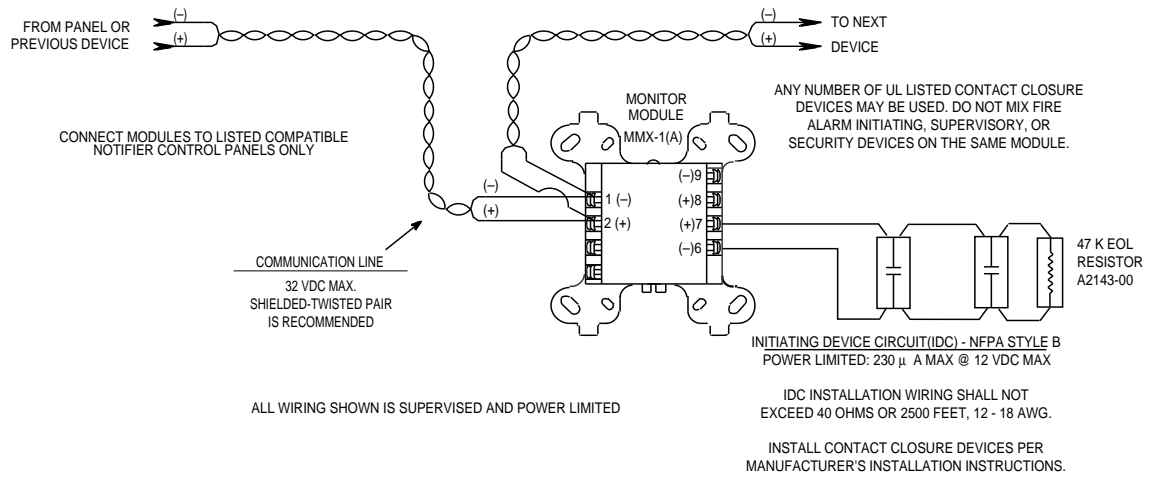 FROM PANEL OR
PREVIOUS DEVICE
(–)
(+)
(–)
(+)
TO NEXT
DEVICE
CONNECT MODULES TO LISTED COMPATIBLE
NOTIFIER CONTROL PANELS ONLY
MONITOR
MODULE
MMX-1(A)
ANY NUMBER OF UL LISTED CONTACT CLOSURE
DEVICES MAY BE USED. DO NOT MIX FIRE
ALARM INITIATING, SUPERVISORY, OR
SECURITY DEVICES ON THE SAME MODULE.
(–)
(+)
1 (–)
2 (+)
(–)9
(+)8
(+)7
(–)6
COMMUNICATION LINE
32 VDC MAX.
SHIELDED-TWISTED PAIR
IS RECOMMENDED
47 K EOL
RESISTOR
A2143-00
INITIATING DEVICE CIRCUIT(IDC) - NFPA STYLE B
POWER LIMITED: 230 µ A MAX @ 12 VDC MAX
ALL WIRING SHOWN IS SUPERVISED AND POWER LIMITED
IDC INSTALLATION WIRING SHALL NOT
EXCEED 40 OHMS OR 2500 FEET, 12 - 18 AWG.
INSTALL CONTACT CLOSURE DEVICES PER
MANUFACTURER'S INSTALLATION INSTRUCTIONS.